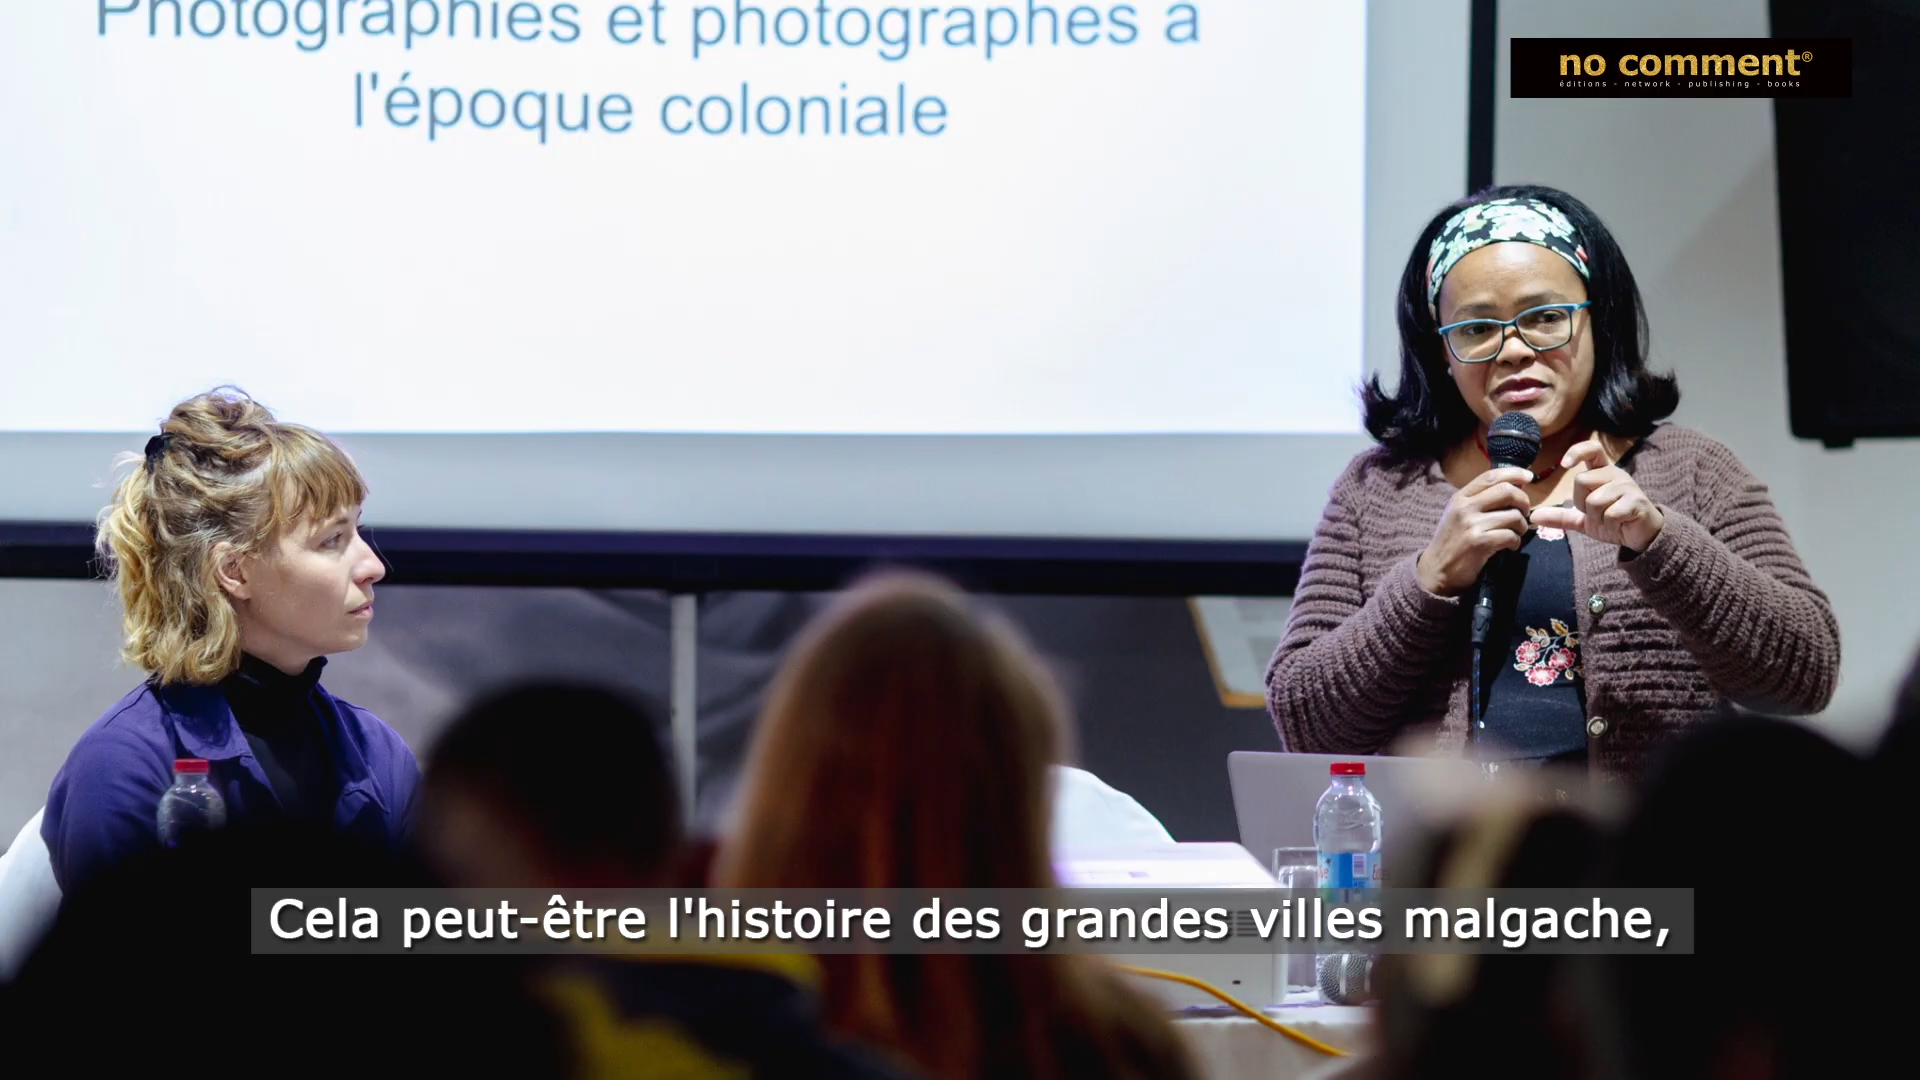 Photographies et photographes à
l'époque coloniale
no comment®
éditions - network - publishing - books
Cela peut-être l'histoire des grandes villes malgache,